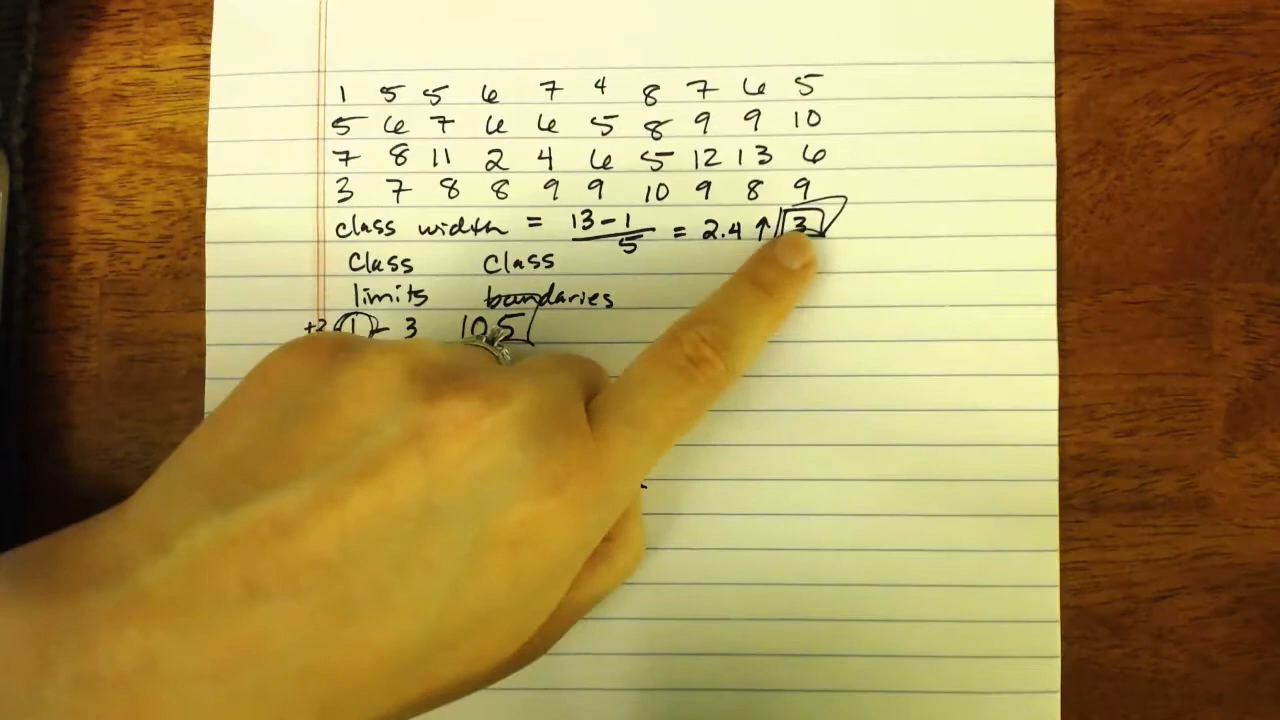 1 5 5 6 7 4 8 7 6 5
5 6 7 6 6 5 8 9 9 10
7 8 11 2 4 6 5 12 13 6
3 7 8 8 9 9 10 9 8 9
class width = 13-1/5 = 2.4 ↑ 3
Class Class
limits boundaries
1 - 3